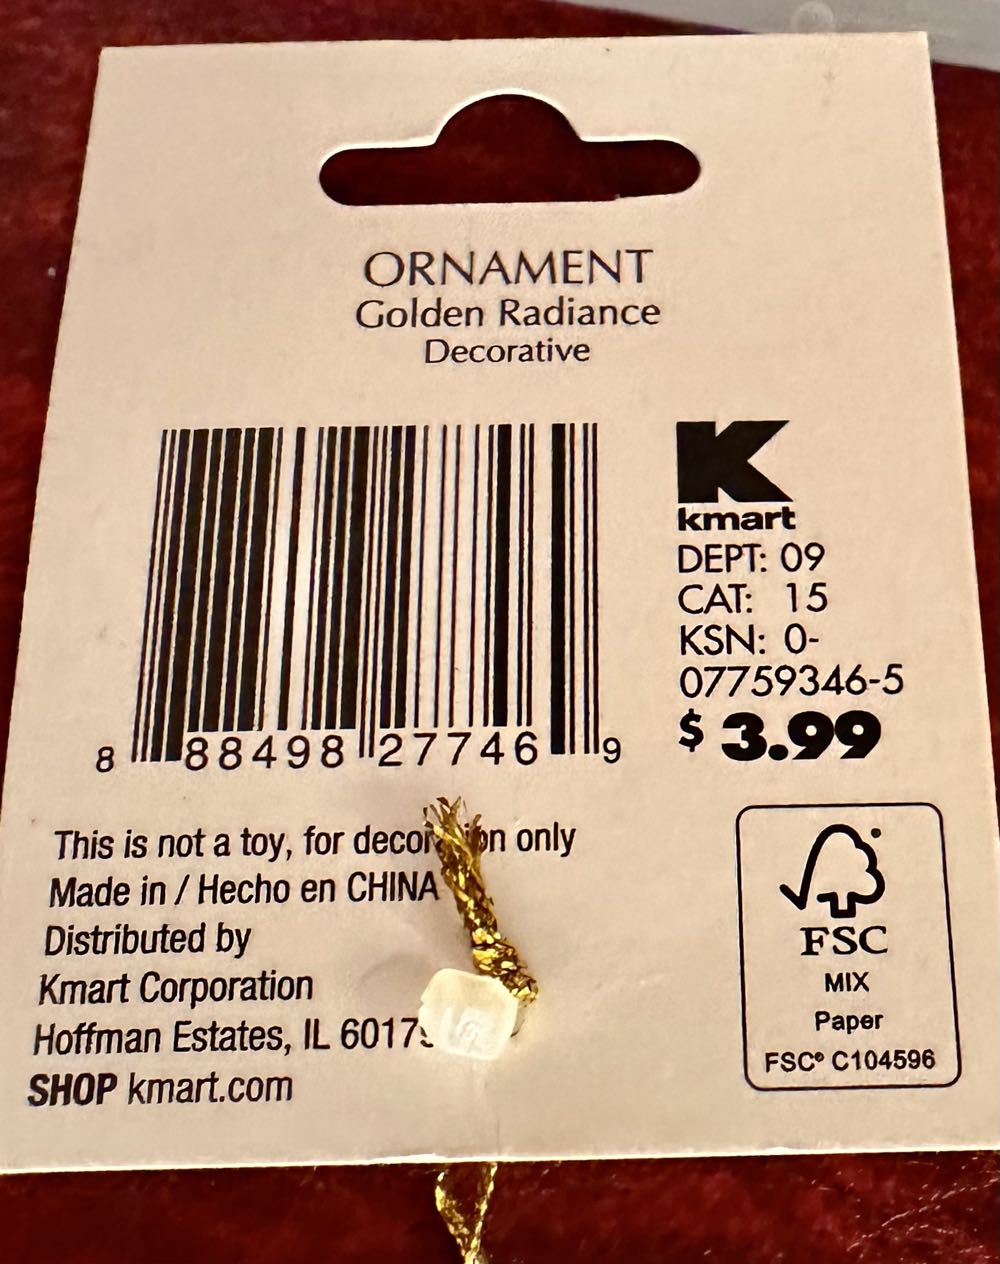 ORNAMENT
Golden Radiance
Decorative
8 88498 27746 9
K
kmart
DEPT: 09
CAT: 15
KSN: 0-
07759346-5
$ 3.99
This is not a toy, for only
Made in / Hecho en CHINA
Distributed by
Kmart Corporation
Hoffman Estates, IL
SHOP kmart.com
FSC
MIX
Paper
FSC® C104596